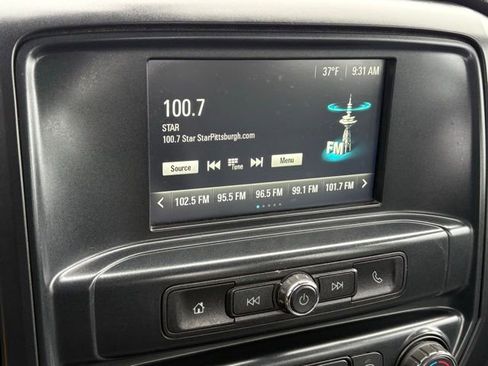 37°F 9:31 AM
100.7
STAR
100.7 Star StarPittsburgh.com
Source Tune Menu
FM
102.5 FM 95.5 FM 96.5 FM 99.1 FM 101.7 FM